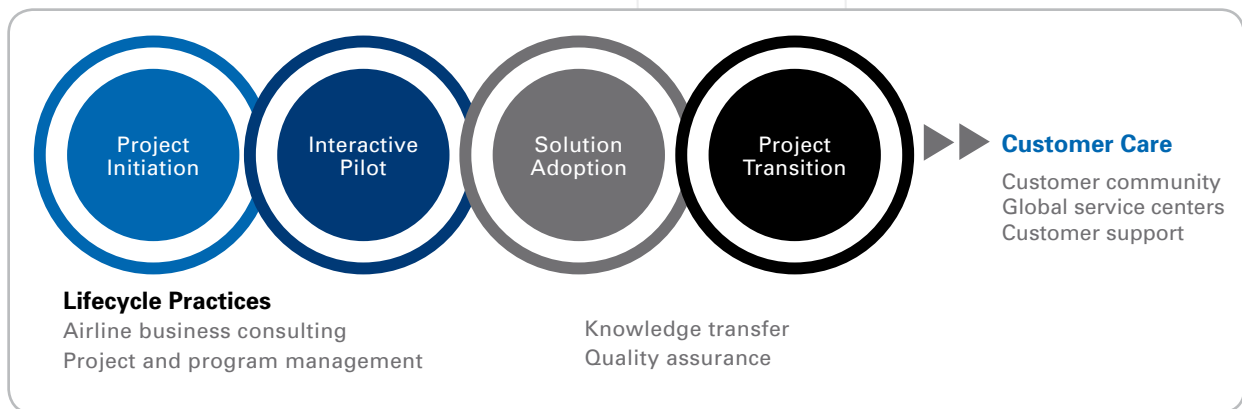 Project
Initiation
Interactive
Pilot
Solution
Adoption
Project
Transition
Customer Care
Customer community
Global service centers
Customer support
Lifecycle Practices
Airline business consulting
Project and program management
Knowledge transfer
Quality assurance